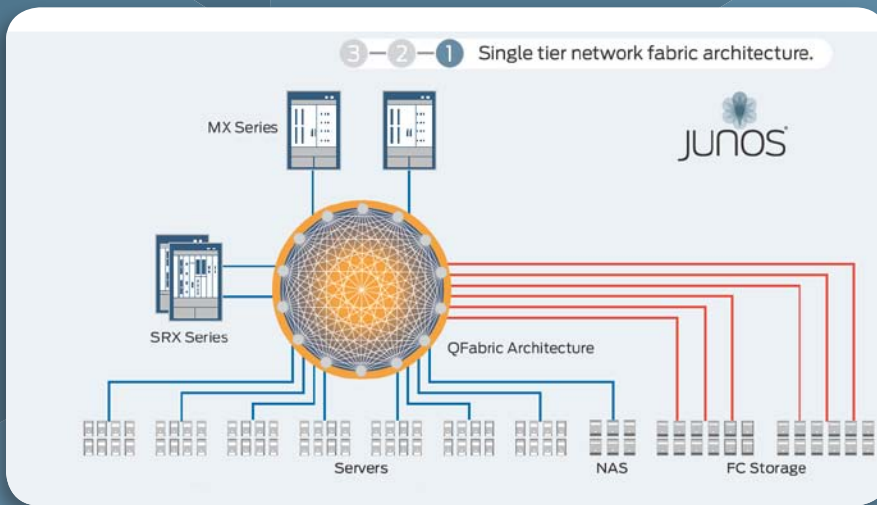 3 2 1 Single tier network fabric architecture.
MX Series
JUNOS
SRX Series
QFabric Architecture
Servers
NAS
FC Storage